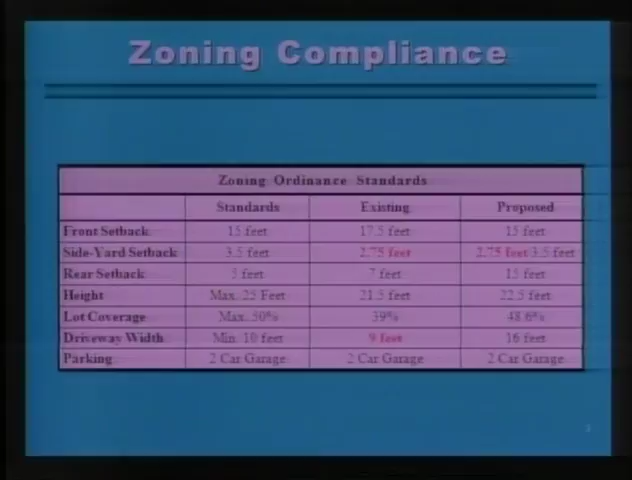 Zoning Compliance
Zoning Ordinance Standards
Standards Existing Proposed
Front Setback 15 feet 17.5 feet 15 feet
Side-Yard Setback 3.5 feet 2.75 feet 2.75 feet 3.5 feet
Rear Setback 5 feet 7 feet 15 feet
Height Max. 25 Feet 21.5 feet 22.5 feet
Lot Coverage Max. 50% 39% 48.6%
Driveway Width Min. 10 feet 9 feet 16 feet
Parking 2 Car Garage 2 Car Garage 2 Car Garage